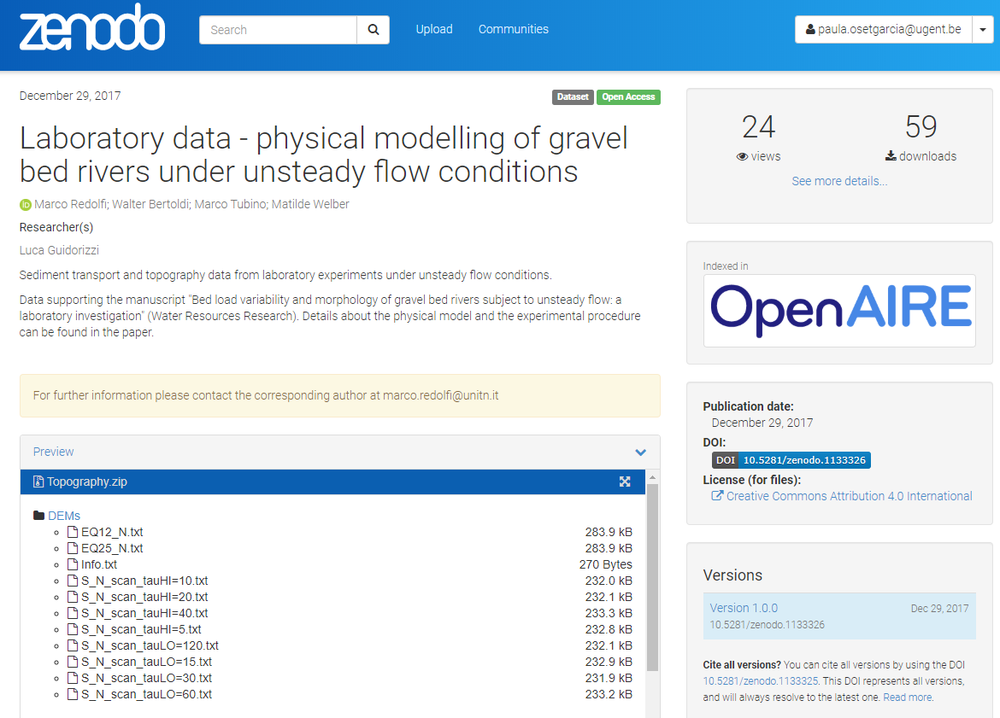 zenodo
Search
Upload
Communities
paula.osetgarcia@ugent.be
December 29, 2017
Dataset
Open Access
Laboratory data - physical modelling of gravel
bed rivers under unsteady flow conditions
iD Marco Redolfi; Walter Bertoldi; Marco Tubino; Matilde Welber
Researcher(s)
Luca Guidorizzi
Sediment transport and topography data from laboratory experiments under unsteady flow conditions.
Data supporting the manuscript "Bed load variability and morphology of gravel bed rivers subject to unsteady flow: a
laboratory investigation" (Water Resources Research). Details about the physical model and the experimental procedure
can be found in the paper.
For further information please contact the corresponding author at marco.redolfi@unitn.it
Preview
Topography.zip
DEMs
EQ12_N.txt 283.9 kB
EQ25_N.txt 283.9 kB
Info.txt 270 Bytes
S_N_scan_tauHI=10.txt 232.0 kB
S_N_scan_tauHI=20.txt 232.1 kB
S_N_scan_tauHI=40.txt 233.3 kB
S_N_scan_tauHI=5.txt 232.8 kB
S_N_scan_tauLO=120.txt 232.1 kB
S_N_scan_tauLO=15.txt 232.9 kB
S_N_scan_tauLO=30.txt 231.9 kB
S_N_scan_tauLO=60.txt 233.2 kB
24 59
views downloads
See more details...
Indexed in
OpenAIRE
Publication date:
December 29, 2017
DOI:
DOI 10.5281/zenodo.1133326
License (for files):
Creative Commons Attribution 4.0 International
Versions
Version 1.0.0 Dec 29, 2017
10.5281/zenodo.1133326
Cite all versions? You can cite all versions by using the DOI
10.5281/zenodo.1133325. This DOI represents all versions,
and will always resolve to the latest one. Read more.